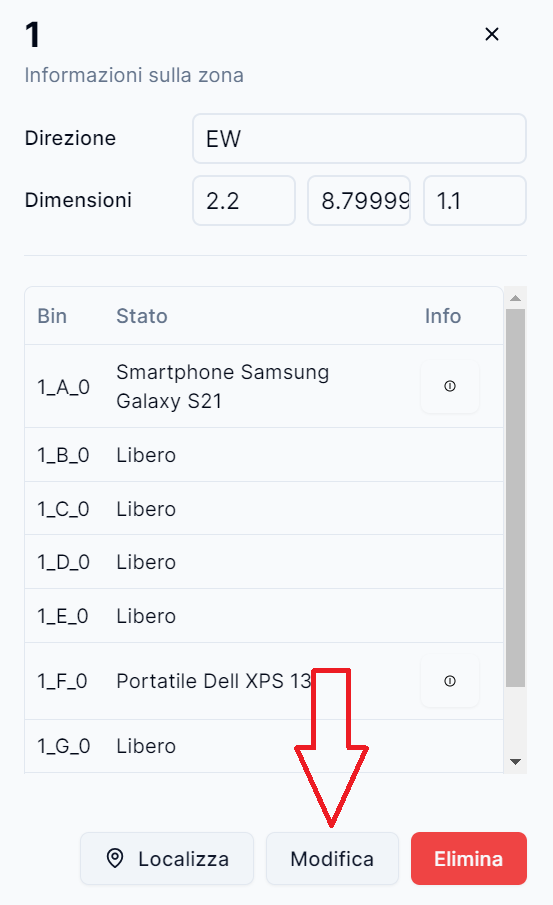 1
Informazioni sulla zona
Direzione EW
Dimensioni 2.2 8.79999 1.1
Bin Stato Info
1_A_0 Smartphone Samsung
Galaxy S21
1_B_0 Libero
1_C_0 Libero
1_D_0 Libero
1_E_0 Libero
1_F_0 Portatile Dell XPS 13
1_G_0 Libero
Localizza Modifica Elimina